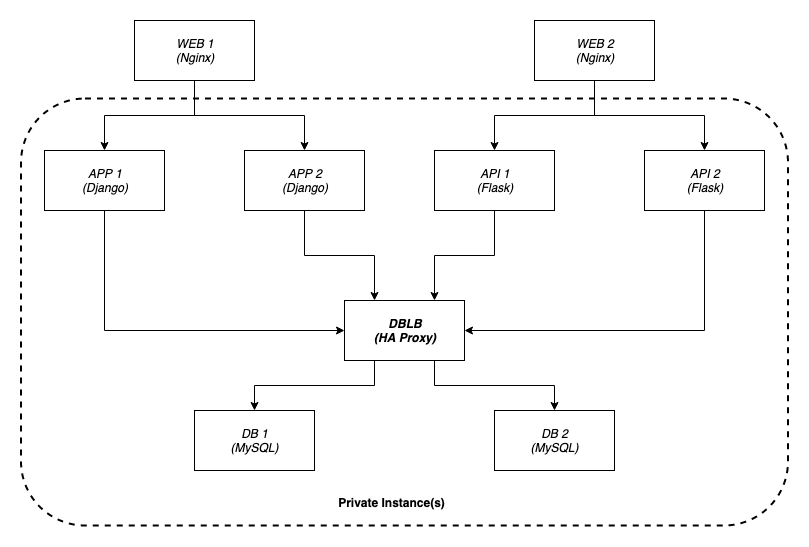 WEB 1
(Nginx)
WEB 2
(Nginx)
APP 1
(Django)
APP 2
(Django)
API 1
(Flask)
API 2
(Flask)
DBLB
(HA Proxy)
DB 1
(MySQL)
DB 2
(MySQL)
Private Instance(s)